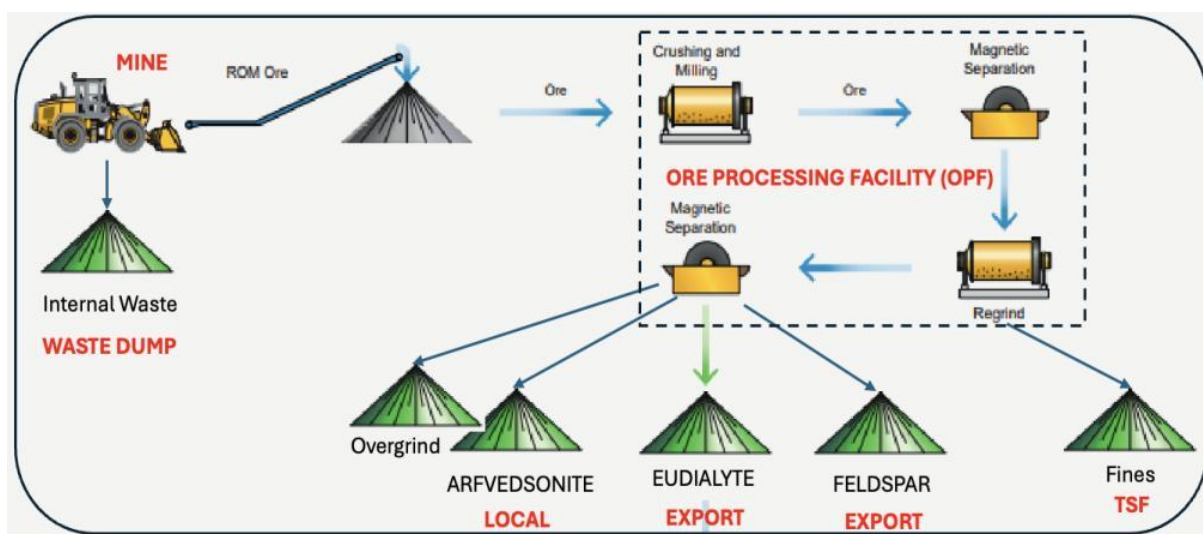 MINE
ROM Ore
Ore
Crushing and
Milling
Ore
Magnetic
Separation
ORE PROCESSING FACILITY (OPF)
Magnetic
Separation
Regrind
Internal Waste
WASTE DUMP
Overgrind
ARFVEDSONITE
LOCAL
EUDIALYTE
EXPORT
FELDSPAR
EXPORT
Fines
TSF